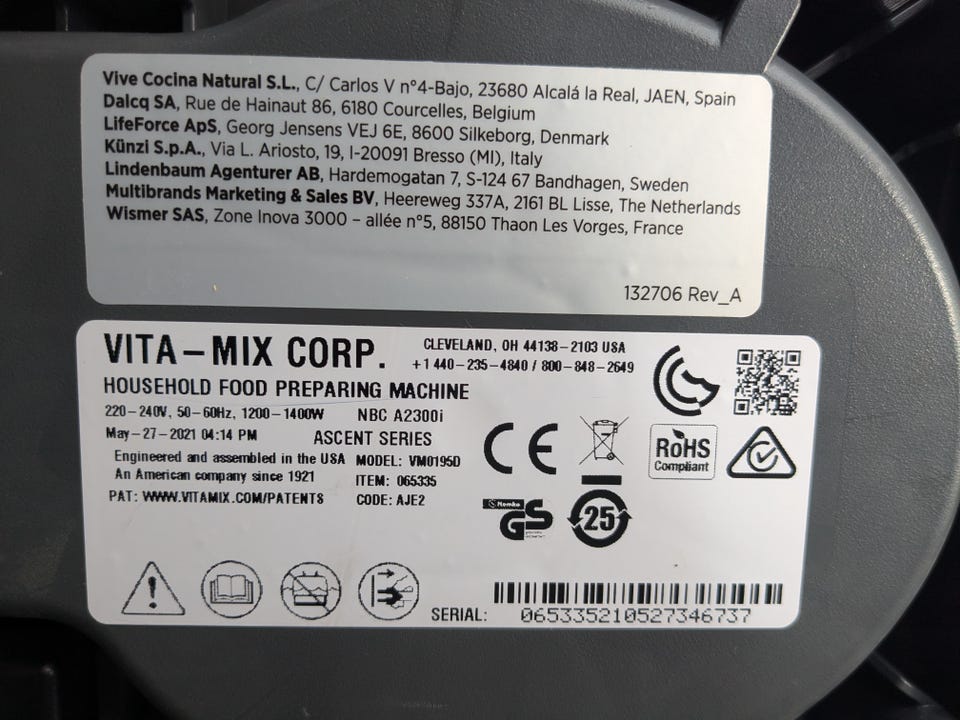 Vive Cocina Natural S.L., C/ Carlos V nº4-Bajo, 23680 Alcalá la Real, JAEN, Spain
Dalcq SA, Rue de Hainaut 86, 6180 Courcelles, Belgium
LifeForce ApS, Georg Jensens VEJ 6E, 8600 Silkeborg, Denmark
Künzi S.p.A., Via L. Ariosto, 19, I-20091 Bresso (MI), Italy
Lindenbaum Agenturer AB, Hardemogatan 7, S-124 67 Bandhagen, Sweden
Multibrands Marketing & Sales BV, Heereweg 337A, 2161 BL Lisse, The Netherlands
Wismer SAS, Zone Inova 3000 – allée n°5, 88150 Thaon Les Vorges, France
132706 Rev_A
VITA-MIX CORP.
CLEVELAND, OH 44138-2103 USA
+1 440-235-4840 / 800-848-2649
HOUSEHOLD FOOD PREPARING MACHINE
220-240V, 50-60Hz, 1200-1400W NBC A2300i
May-27-2021 04:14 PM ASCENT SERIES
Engineered and assembled in the USA MODEL: VM0195D
An American company since 1921 ITEM: 065335
PAT: WWW.VITAMIX.COM/PATENTS CODE: AJE2
CE
RoHS
Compliant
Nemko
GS
25
SERIAL: 065335210527346737